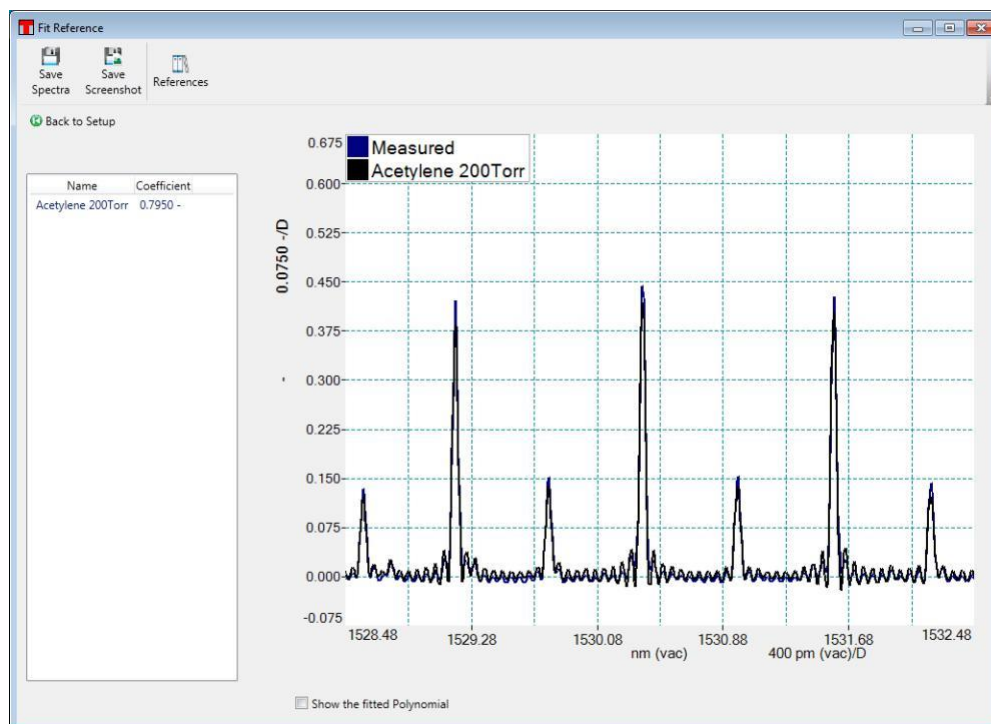 Fit Reference
Save Spectra
Save Screenshot
References
Back to Setup
Name Coefficient
Acetylene 200Torr 0.7950 -
Measured
Acetylene 200Torr
0.0750 -/D
-
0.675
0.600
0.525
0.450
0.375
0.300
0.225
0.150
0.075
0.000
-0.075
1528.48 1529.28 1530.08 1530.88 1531.68 1532.48
nm (vac) 400 pm (vac)/D
Show the fitted Polynomial